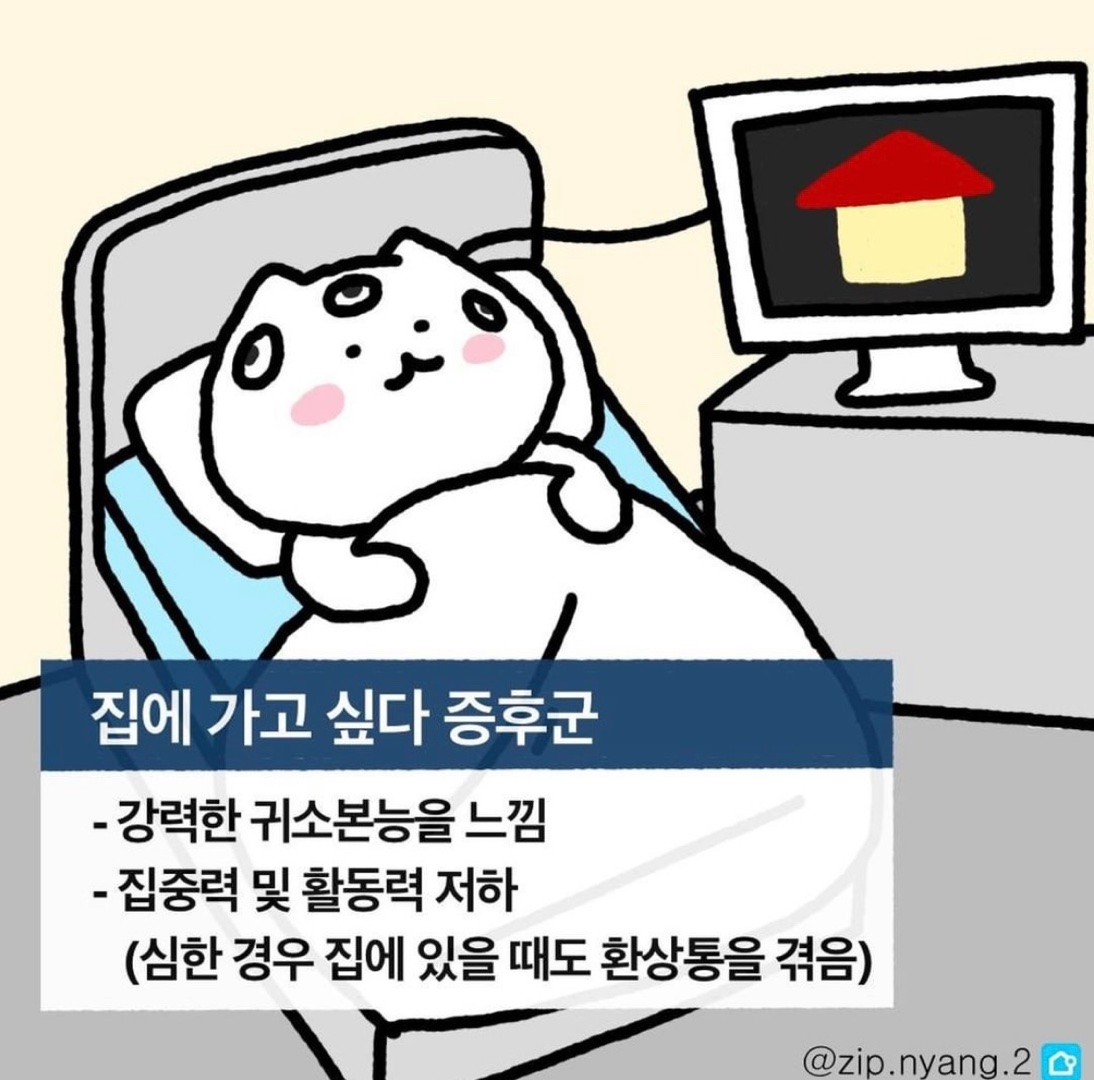 집에 가고 싶다 증후군
- 강력한 귀소본능을 느낌
- 집중력 및 활동력 저하
(심한 경우 집에 있을 때도 환상통을 겪음)
@zip.nyang.2